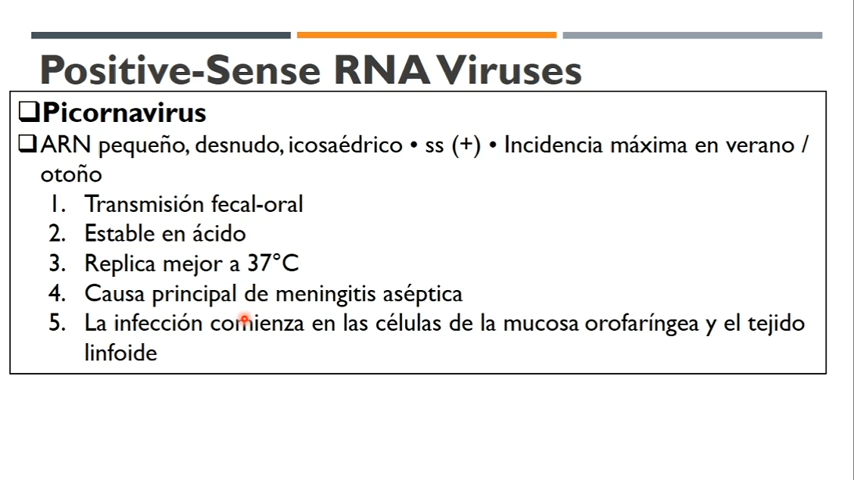 Positive-Sense RNA Viruses
❑Picornavirus
❑ARN pequeño, desnudo, icosaédrico • ss (+) • Incidencia máxima en verano /
otoño
1. Transmisión fecal-oral
2. Estable en ácido
3. Replica mejor a 37°C
4. Causa principal de meningitis aséptica
5. La infección comienza en las células de la mucosa orofaríngea y el tejido
linfoide